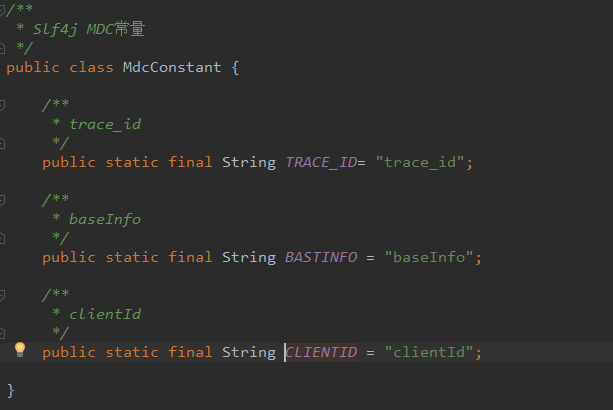 /**
 * Slf4j MDC常量
 */
public class MdcConstant {
/**
 * trace_id
 */
public static final String TRACE_ID= "trace_id";
/**
 * baseInfo
 */
public static final String BASTINFO = "baseInfo";
/**
 * clientId
 */
public static final String CLIENTID = "clientId";
}